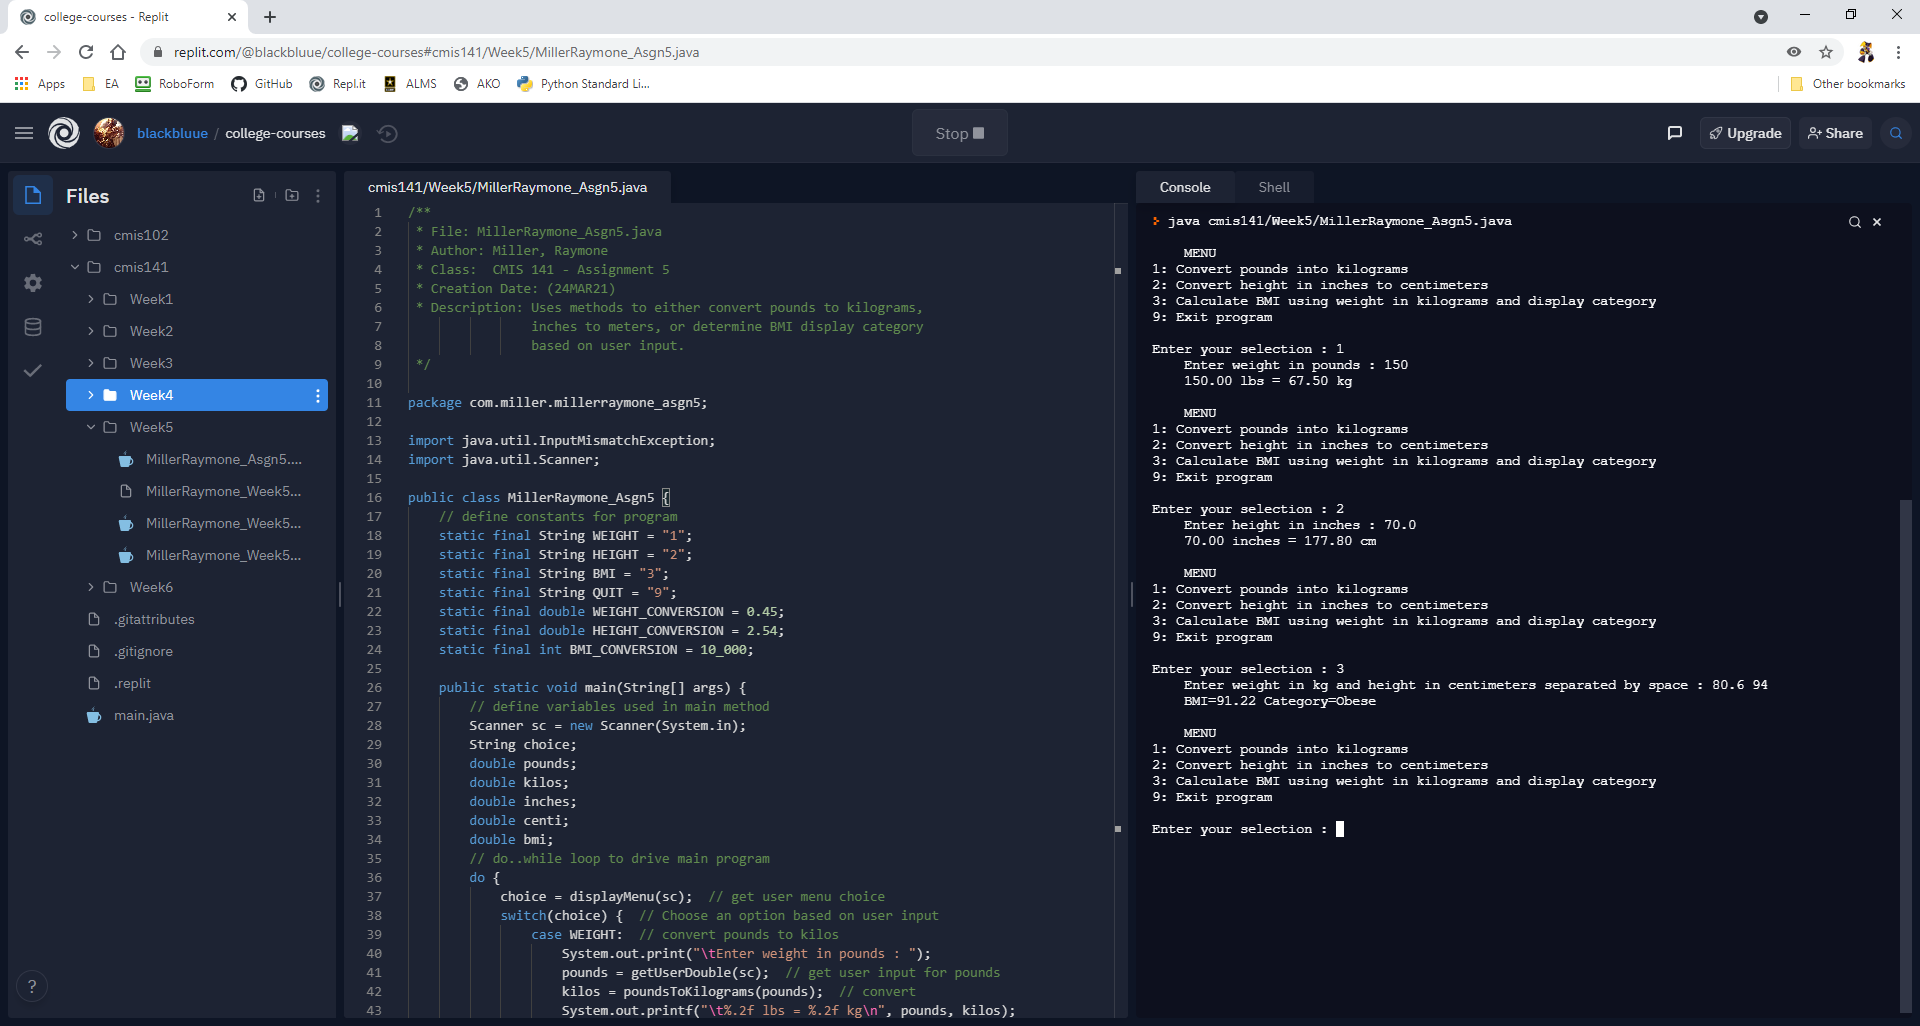 college-courses - Replit
replit.com/@blackbluue/college-courses#cmis141/Week5/MillerRaymone_Asgn5.java
Apps
EA
RoboForm
GitHub
Repl.it
ALMS
AKO
Python Standard Li...
Other bookmarks
blackbluue / college-courses
Stop
Upgrade
Share
Files
cmis102
cmis141
Week1
Week2
Week3
Week4
Week5
MillerRaymone_Asgn5....
MillerRaymone_Week5...
MillerRaymone_Week5...
MillerRaymone_Week5...
Week6
.gitattributes
.gitignore
.replit
main.java
?
cmis141/Week5/MillerRaymone_Asgn5.java
1 /**
2 * File: MillerRaymone_Asgn5.java
3 * Author: Miller, Raymone
4 * Class:  CMIS 141 - Assignment 5
5 * Creation Date: (24MAR21)
6 * Description: Uses methods to either convert pounds to kilograms,
7 inches to meters, or determine BMI display category
8 based on user input.
9 */
10
11 package com.miller.millerraymone_asgn5;
12
13 import java.util.InputMismatchException;
14 import java.util.Scanner;
15
16 public class MillerRaymone_Asgn5 {
17 // define constants for program
18 static final String WEIGHT = "1";
19 static final String HEIGHT = "2";
20 static final String BMI = "3";
21 static final String QUIT = "9";
22 static final double WEIGHT_CONVERSION = 0.45;
23 static final double HEIGHT_CONVERSION = 2.54;
24 static final int BMI_CONVERSION = 10_000;
25
26 public static void main(String[] args) {
27 // define variables used in main method
28 Scanner sc = new Scanner(System.in);
29 String choice;
30 double pounds;
31 double kilos;
32 double inches;
33 double centi;
34 double bmi;
35 // do..while loop to drive main program
36 do {
37 choice = displayMenu(sc);  // get user menu choice
38 switch(choice) {  // Choose an option based on user input
39 case WEIGHT:  // convert pounds to kilos
40 System.out.print("\tEnter weight in pounds : ");
41 pounds = getUserDouble(sc);  // get user input for pounds
42 kilos = poundsToKilograms(pounds);  // convert
43 System.out.printf("\t%.2f lbs = %.2f kg\n", pounds, kilos);
Console
Shell
java cmis141/Week5/MillerRaymone_Asgn5.java
MENU
1: Convert pounds into kilograms
2: Convert height in inches to centimeters
3: Calculate BMI using weight in kilograms and display category
9: Exit program
Enter your selection : 1
Enter weight in pounds : 150
150.00 lbs = 67.50 kg
MENU
1: Convert pounds into kilograms
2: Convert height in inches to centimeters
3: Calculate BMI using weight in kilograms and display category
9: Exit program
Enter your selection : 2
Enter height in inches : 70.0
70.00 inches = 177.80 cm
MENU
1: Convert pounds into kilograms
2: Convert height in inches to centimeters
3: Calculate BMI using weight in kilograms and display category
9: Exit program
Enter your selection : 3
Enter weight in kg and height in centimeters separated by space : 80.6 94
BMI=91.22 Category=Obese
MENU
1: Convert pounds into kilograms
2: Convert height in inches to centimeters
3: Calculate BMI using weight in kilograms and display category
9: Exit program
Enter your selection :